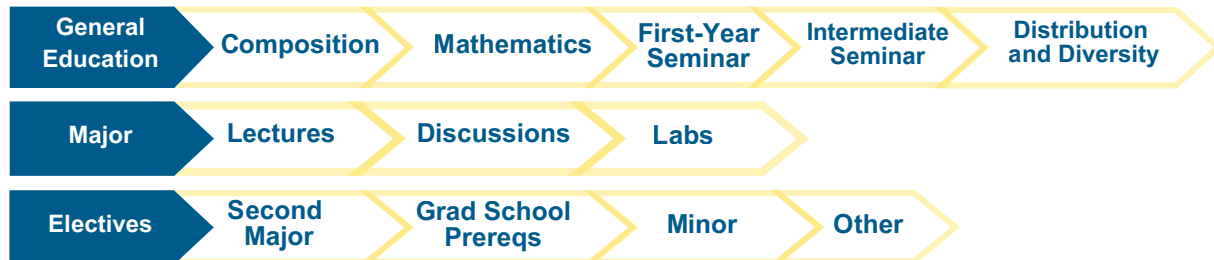 General
Education
Composition
Mathematics
First-Year
Seminar
Intermediate
Seminar
Distribution
and Diversity
Major
Lectures
Discussions
Labs
Electives
Second
Major
Grad School
Prereqs
Minor
Other